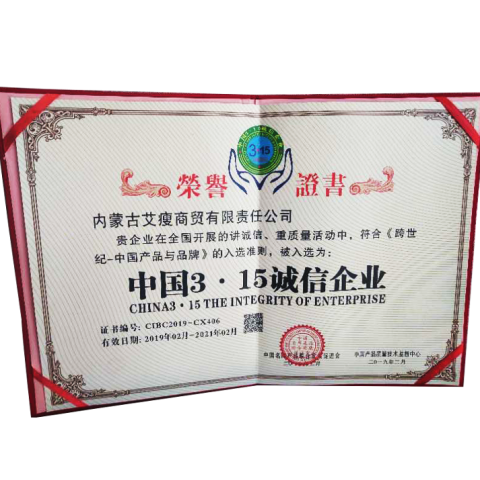 3·15
榮譽 證書
内蒙古艾瘦商贸有限责任公司
贵企业在全国开展的讲诚信、重质量活动中，符合《跨世
纪-中国产品与品牌》的入选准则，被入选为：
中国3·15诚信企业
CHINA3·15 THE INTEGRITY OF ENTERPRISE
证书编号: CIBC2019-CX406
有效日期: 2019年02月-2021年02月
中国产品质量技术监督中心
二〇一九年二月